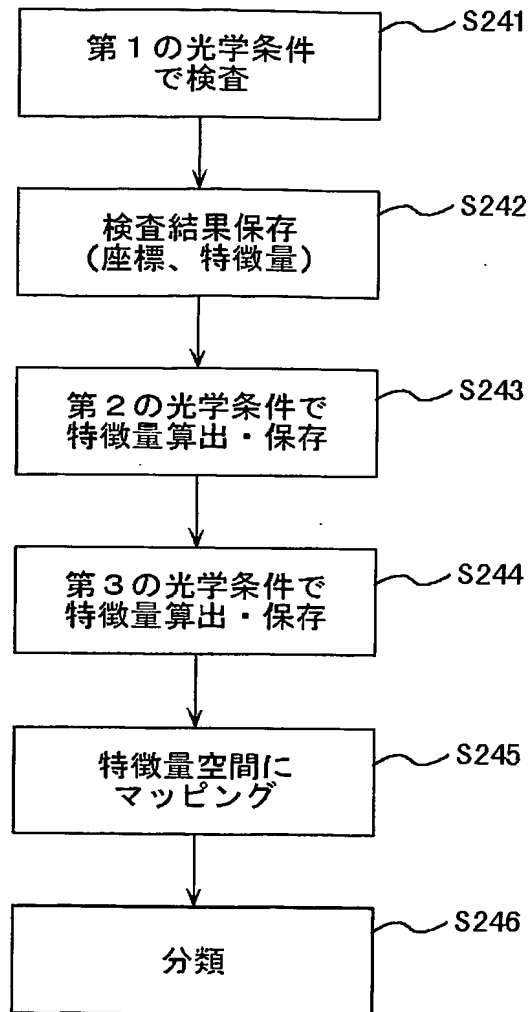 第1の光学条件
で検査
S241
検査結果保存
(座標、特徴量)
S242
第2の光学条件で
特徴量算出・保存
S243
第3の光学条件で
特徴量算出・保存
S244
特徴量空間に
マッピング
S245
分類
S246